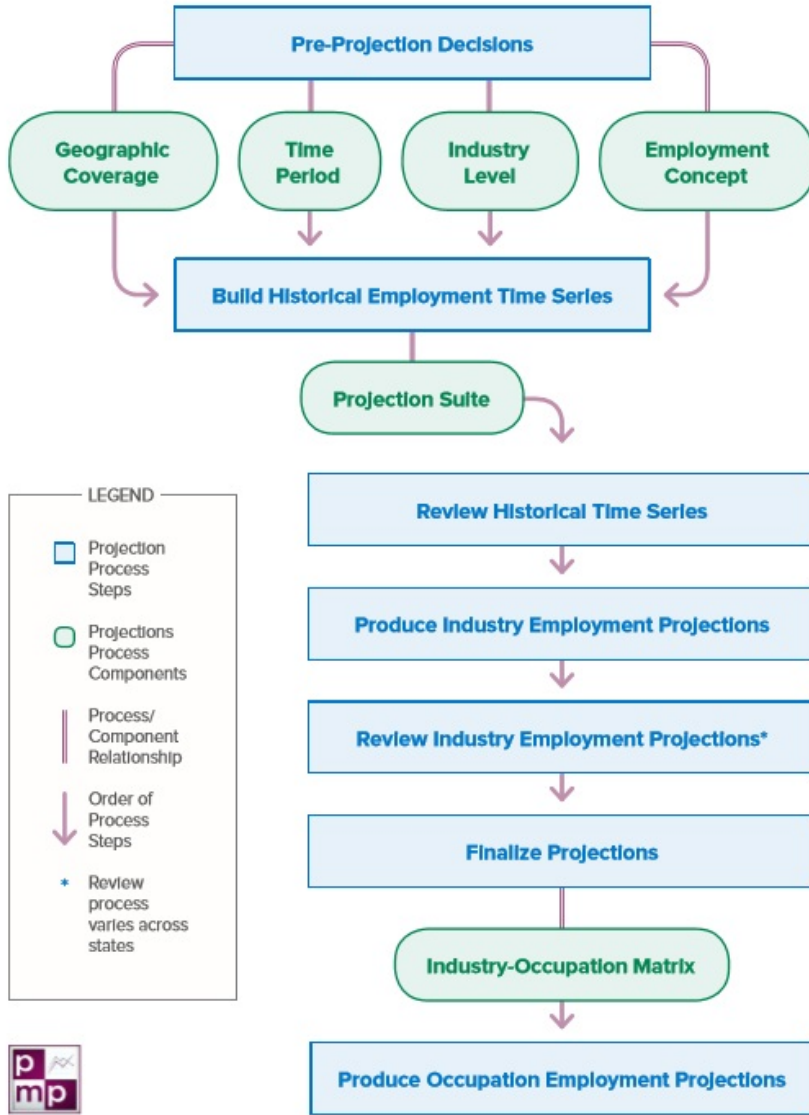 Pre-Projection Decisions
Geographic
Coverage
Time
Period
Industry
Level
Employment
Concept
Build Historical Employment Time Series
Projection Suite
Review Historical Time Series
Produce Industry Employment Projections
Review Industry Employment Projections*
Finalize Projections
Industry-Occupation Matrix
Produce Occupation Employment Projections
LEGEND
Projection
Process
Steps
Projections
Process
Components
Process/
Component
Relationship
Order of
Process
Steps
* Review
process
varies across
states
p
m p